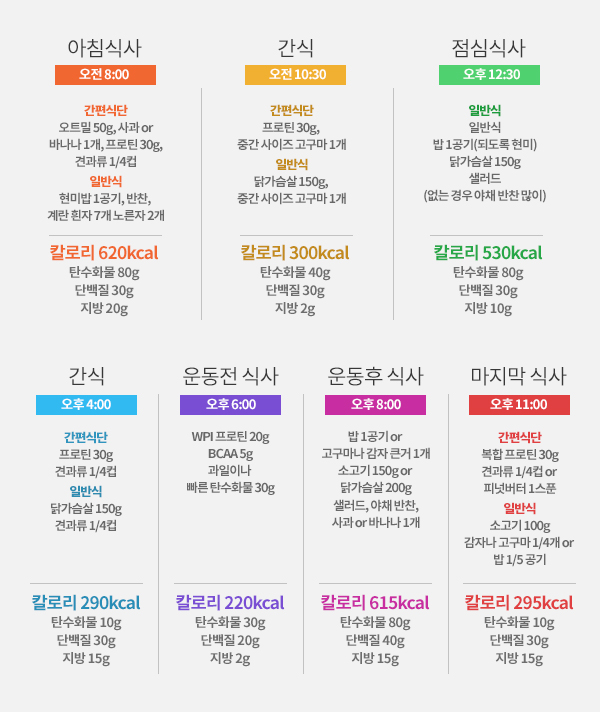 아침식사
오전 8:00
간편식단
오트밀 50g, 사과 or
바나나 1개, 프로틴 30g,
견과류 1/4컵
일반식
현미밥 1공기, 반찬,
계란 흰자 7개 노른자 2개
칼로리 620kcal
탄수화물 80g
단백질 30g
지방 20g
간식
오전 10:30
간편식단
프로틴 30g,
중간 사이즈 고구마 1개
일반식
닭가슴살 150g,
중간 사이즈 고구마 1개
칼로리 300kcal
탄수화물 40g
단백질 30g
지방 2g
점심식사
오후 12:30
일반식
일반식
밥 1공기(되도록 현미)
닭가슴살 150g
샐러드
(없는 경우 야채 반찬 많이)
칼로리 530kcal
탄수화물 80g
단백질 30g
지방 10g
간식
오후 4:00
간편식단
프로틴 30g
견과류 1/4컵
일반식
닭가슴살 150g
견과류 1/4컵
칼로리 290kcal
탄수화물 10g
단백질 30g
지방 15g
운동전 식사
오후 6:00
WPI 프로틴 20g
BCAA 5g
과일이나
빠른 탄수화물 30g
칼로리 220kcal
탄수화물 30g
단백질 20g
지방 2g
운동후 식사
오후 8:00
밥 1공기 or
고구마나 감자 큰거 1개
소고기 150g or
닭가슴살 200g
샐러드, 야채 반찬,
사과 or 바나나 1개
칼로리 615kcal
탄수화물 80g
단백질 40g
지방 15g
마지막 식사
오후 11:00
간편식단
복합 프로틴 30g
견과류 1/4컵 or
피넛버터 1스푼
일반식
소고기 100g
감자나 고구마 1/4개 or
밥 1/5 공기
칼로리 295kcal
탄수화물 10g
단백질 30g
지방 15g